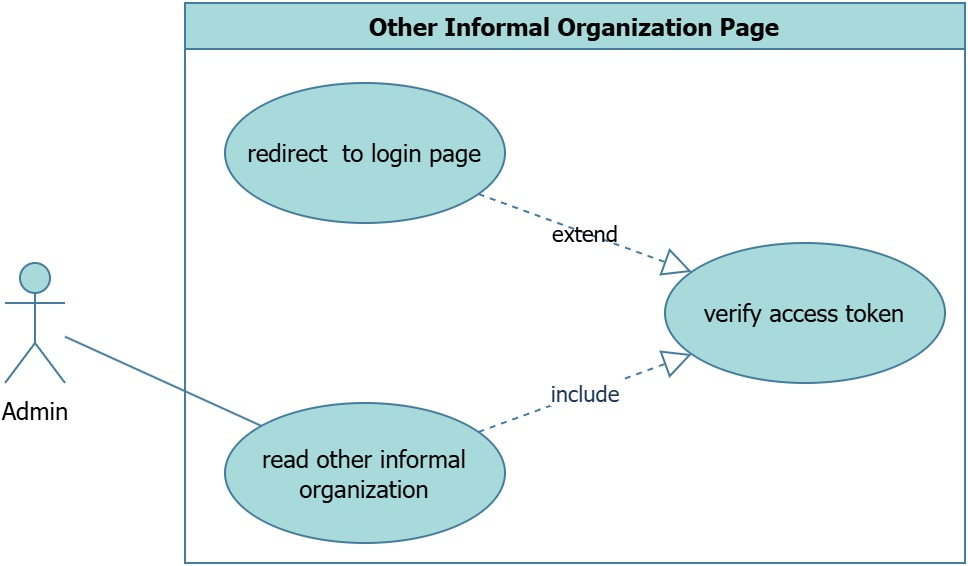 Other Informal Organization Page
redirect  to login page
extend
verify access token
Admin
include
read other informal
organization